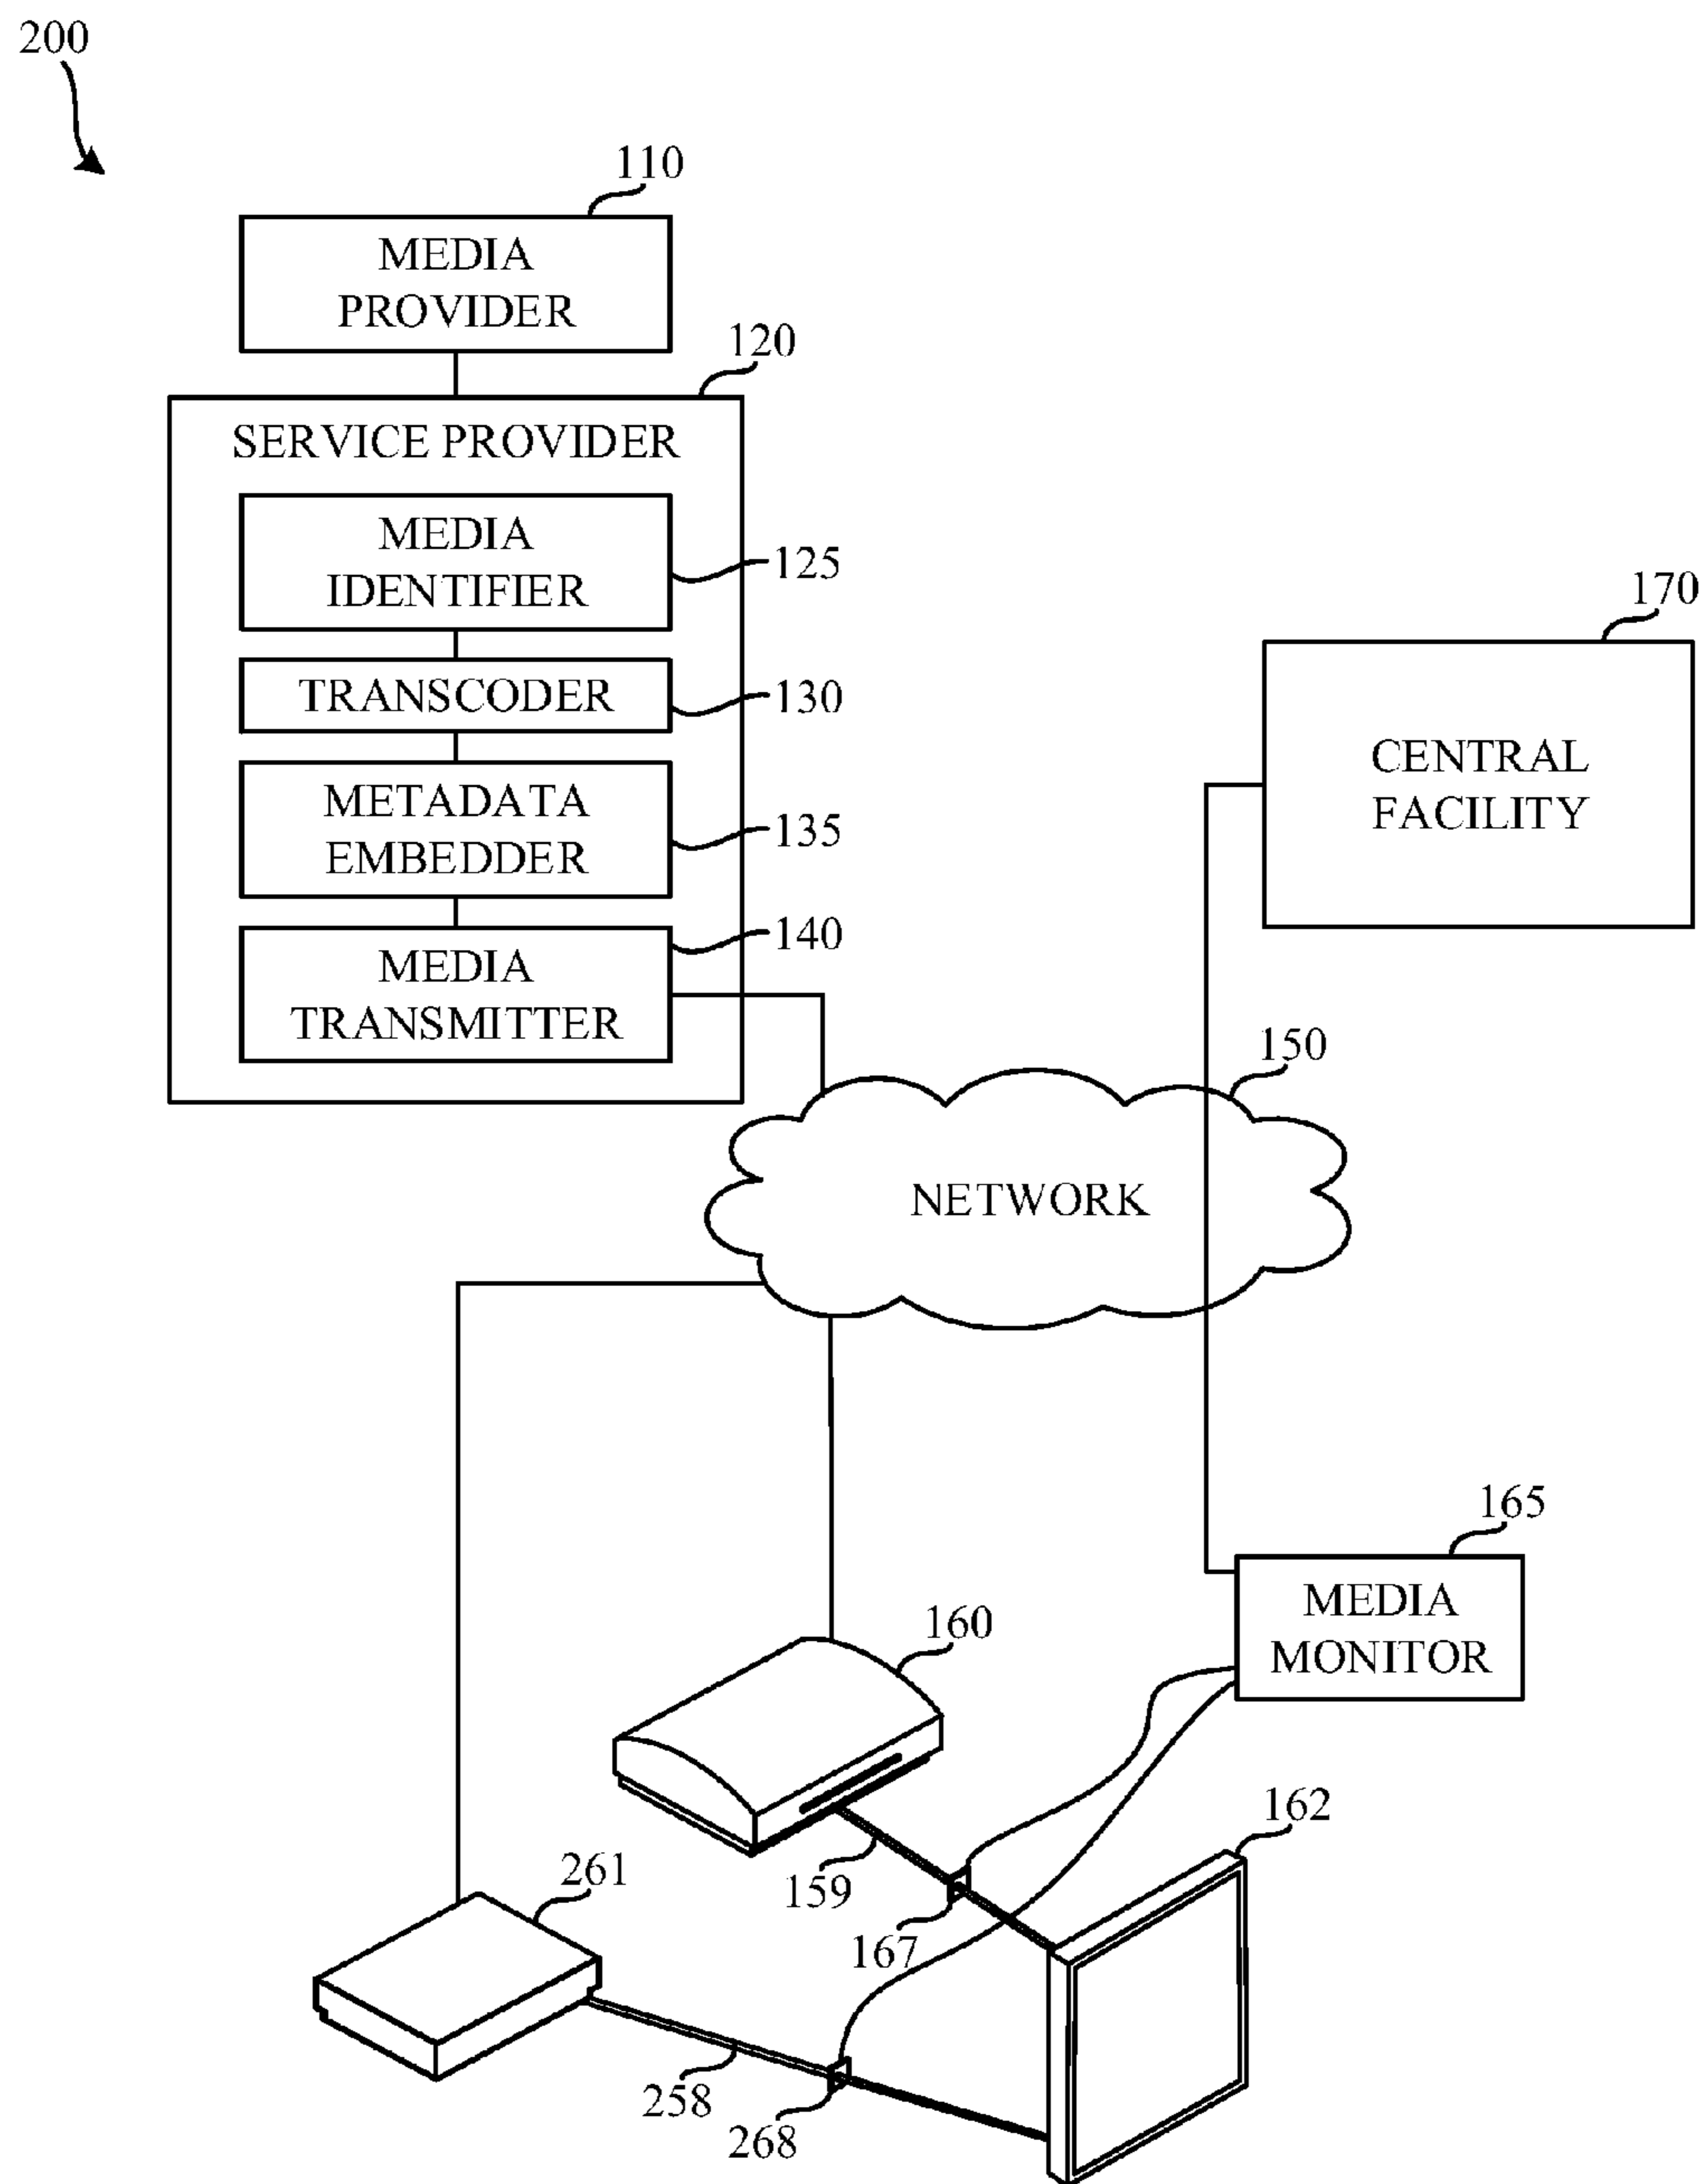 200
110
MEDIA
PROVIDER
120
SERVICE PROVIDER
MEDIA
IDENTIFIER
125
TRANSCODER
130
METADATA
EMBEDDER
135
MEDIA
TRANSMITTER
140
170
CENTRAL
FACILITY
150
NETWORK
165
MEDIA
MONITOR
160
162
159
167
261
258
268